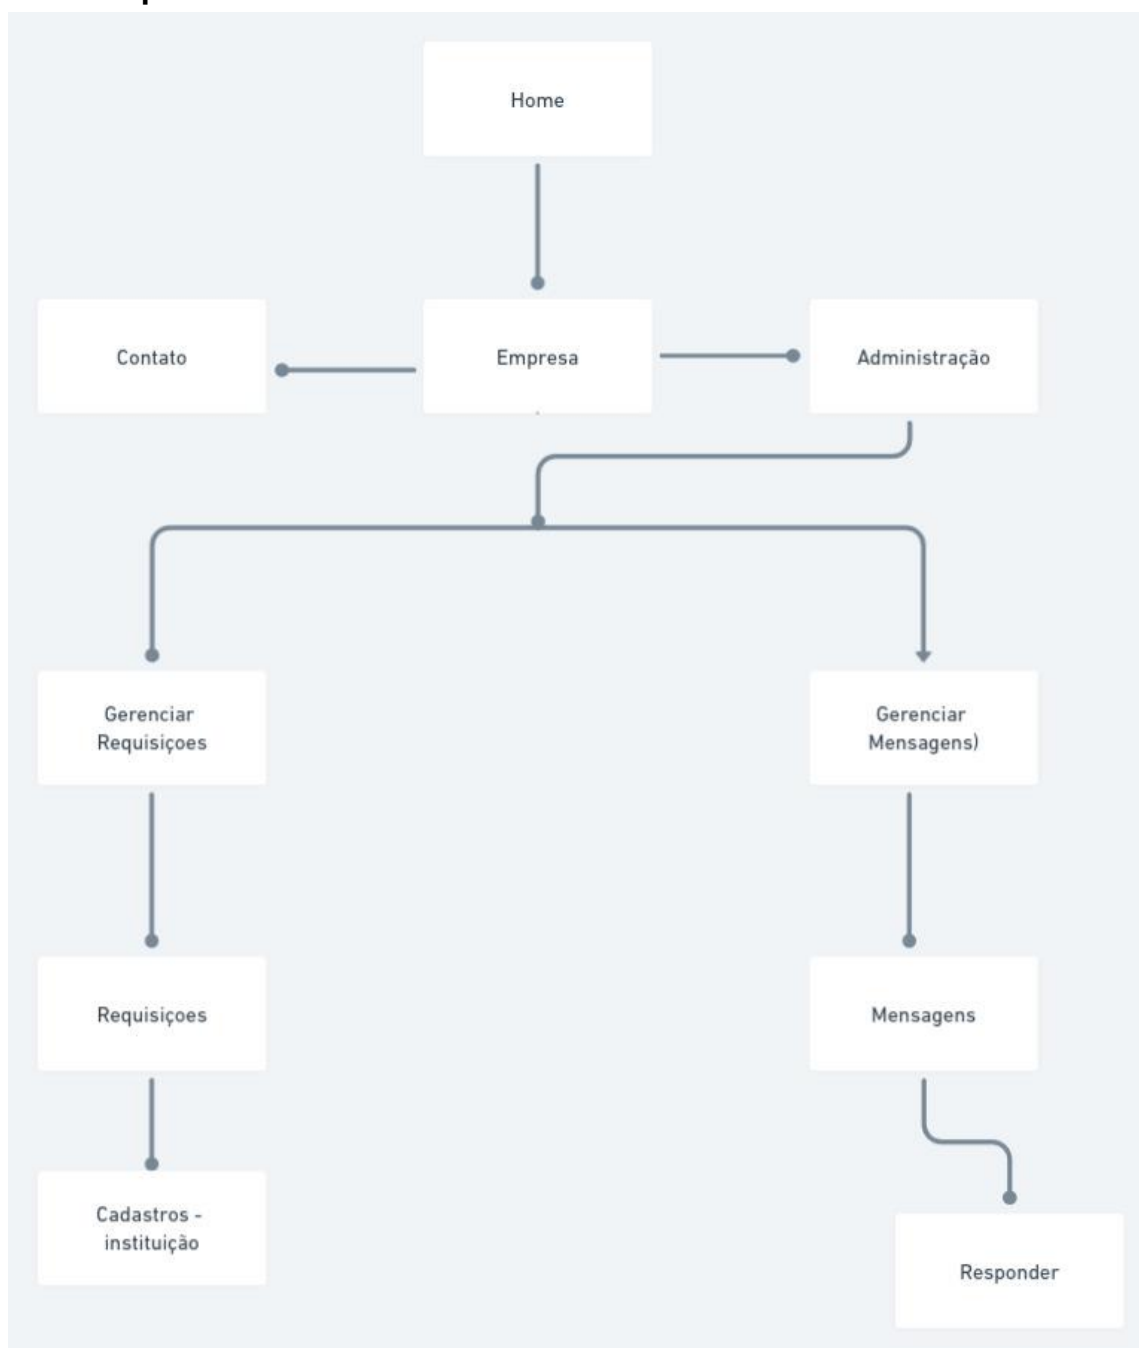 Home
Contato
Empresa
Administração
Gerenciar
Requisiçoes
Gerenciar
Mensagens)
Requisiçoes
Mensagens
Cadastros -
instituição
Responder